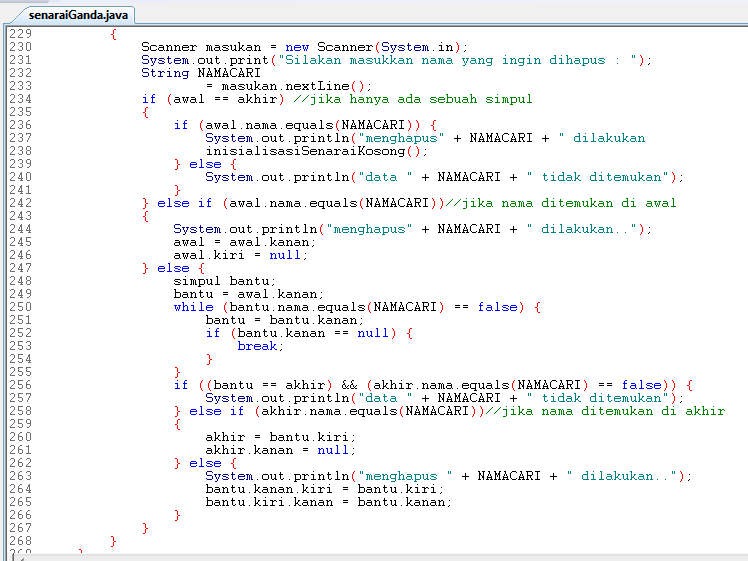 senaraiGanda.java
229 {
230 Scanner masukan = new Scanner(System.in);
231 System.out.print("Silakan masukkan nama yang ingin dihapus : ");
232 String NAMACARI
233 = masukan.nextLine();
234 if (awal == akhir) //jika hanya ada sebuah simpul
235 {
236 if (awal.nama.equals(NAMACARI)) {
237 System.out.println("menghapus" + NAMACARI + " dilakukan
238 inisialisasiSenaraiKosong();
239 } else {
240 System.out.println("data " + NAMACARI + " tidak ditemukan");
241 }
242 } else if (awal.nama.equals(NAMACARI))//jika nama ditemukan di awal
243 {
244 System.out.println("menghapus" + NAMACARI + " dilakukan..");
245 awal = awal.kanan;
246 awal.kiri = null;
247 } else {
248 simpul bantu;
249 bantu = awal.kanan;
250 while (bantu.nama.equals(NAMACARI) == false) {
251 bantu = bantu.kanan;
252 if (bantu.kanan == null) {
253 break;
254 }
255 }
256 if ((bantu == akhir) && (akhir.nama.equals(NAMACARI) == false)) {
257 System.out.println("data " + NAMACARI + " tidak ditemukan");
258 } else if (akhir.nama.equals(NAMACARI))//jika nama ditemukan di akhir
259 {
260 akhir = bantu.kiri;
261 akhir.kanan = null;
262 } else {
263 System.out.println("menghapus " + NAMACARI + " dilakukan..");
264 bantu.kanan.kiri = bantu.kiri;
265 bantu.kiri.kanan = bantu.kanan;
266 }
267 }
268 }